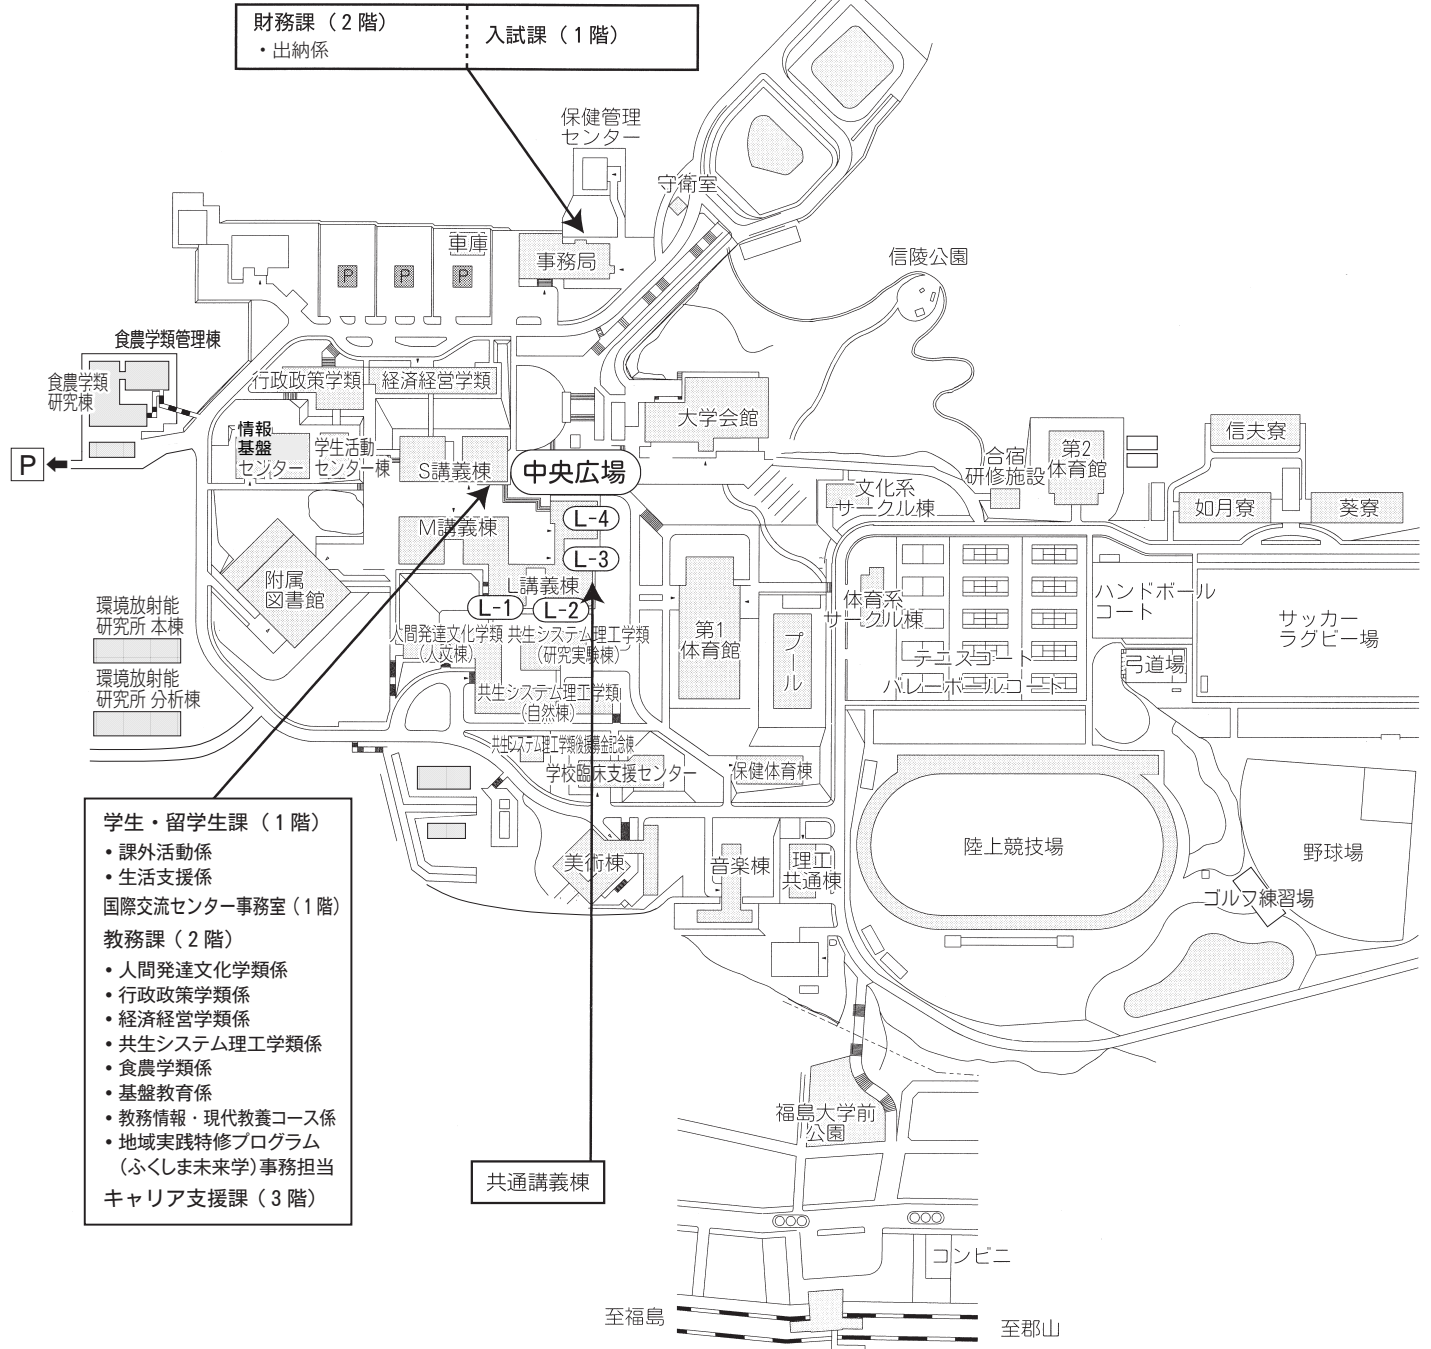 財務課（２階）
・出納係
入試課（１階）
保健管理
センター
守衛室
車庫
事務局
P
P
P
信陵公園
食農学類管理棟
食農学類
研究棟
行政政策学類
経済経営学類
大学会館
情報
基盤
センター
学生活動
センター棟
S講義棟
中央広場
P
合宿
研修施設
第2
体育館
信夫寮
如月寮
葵寮
文化系
サークル棟
M講義棟
L-4
L-3
L講義棟
L-1
L-2
附属
図書館
環境放射能
研究所 本棟
環境放射能
研究所 分析棟
人間発達文化学類
（人文棟）
共生システム理工学類
（研究実験棟）
共生システム理工学類
（自然棟）
共生システム理工学類後援募金記念棟
学校臨床支援センター
第1
体育館
プール
体育系
サークル棟
テニスコート
バレーボールコート
ハンドボール
コート
弓道場
サッカー
ラグビー場
保健体育棟
美術棟
音楽棟
理工
共通棟
陸上競技場
野球場
ゴルフ練習場
学生・留学生課（１階）
・課外活動係
・生活支援係
国際交流センター事務室（１階）
教務課（２階）
・人間発達文化学類係
・行政政策学類係
・経済経営学類係
・共生システム理工学類係
・食農学類係
・基盤教育係
・教務情報・現代教養コース係
・地域実践特修プログラム
（ふくしま未来学）事務担当
キャリア支援課（３階）
共通講義棟
福島大学前
公園
コンビニ
至福島
至郡山